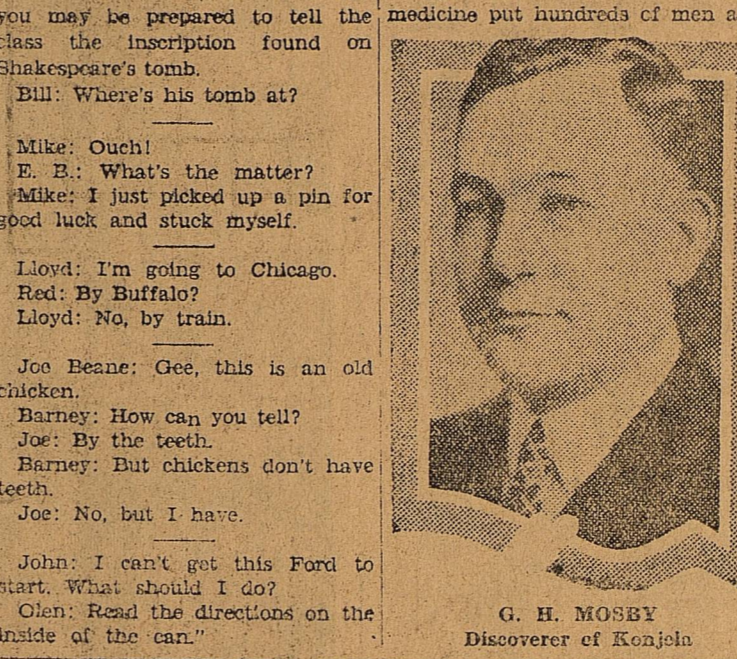 you may be prepared to tell the
class the inscription found on
Shakespeare's tomb.
Bill: Where's his tomb at?
Mike: Ouch!
E. B.: What's the matter?
Mike: I just picked up a pin for
good luck and stuck myself.
Lloyd: I'm going to Chicago.
Red: By Buffalo?
Lloyd: No, by train.
Joe Beane: Gee, this is an old
chicken.
Barney: How can you tell?
Joe: By the teeth.
Barney: But chickens don't have
teeth.
Joe: No, but I have.
John: I can't get this Ford to
start. What should I do?
Olen: Read the directions on the
inside of the can."
medicine put hundreds of men a
G. H. MOSBY
Discoverer of Konjola